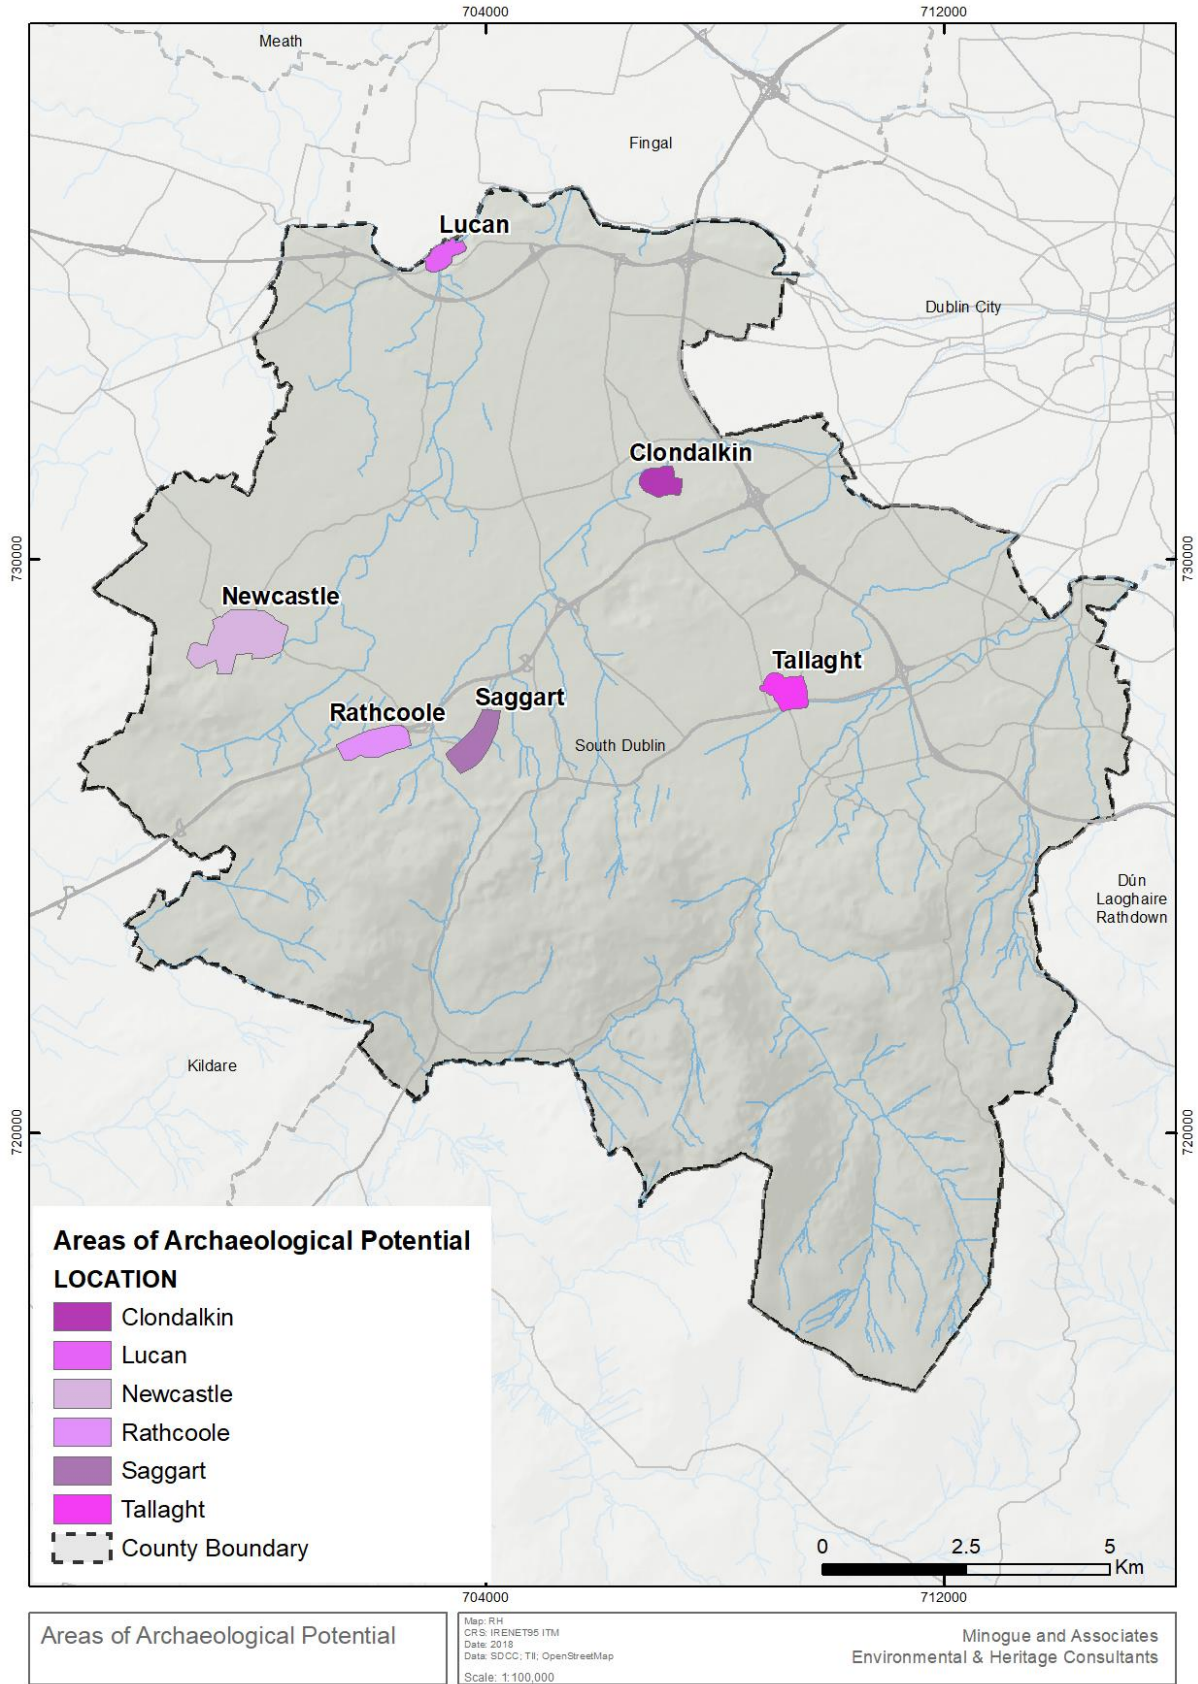 704000
712000
Meath
Fingal
Lucan
Dublin City
Clondalkin
730000
730000
Newcastle
Tallaght
Saggart
Rathcoole
South Dublin
Dún
Laoghaire
Rathdown
Kildare
720000
720000
Areas of Archaeological Potential
LOCATION
Clondalkin
Lucan
Newcastle
Rathcoole
Saggart
Tallaght
County Boundary
0 2.5 5
Km
704000
712000
Areas of Archaeological Potential
Map: RH
CRS: IRENET95 ITM
Date: 2018
Data: SDCC; TII; OpenStreetMap
Scale: 1:100,000
Minogue and Associates
Environmental & Heritage Consultants